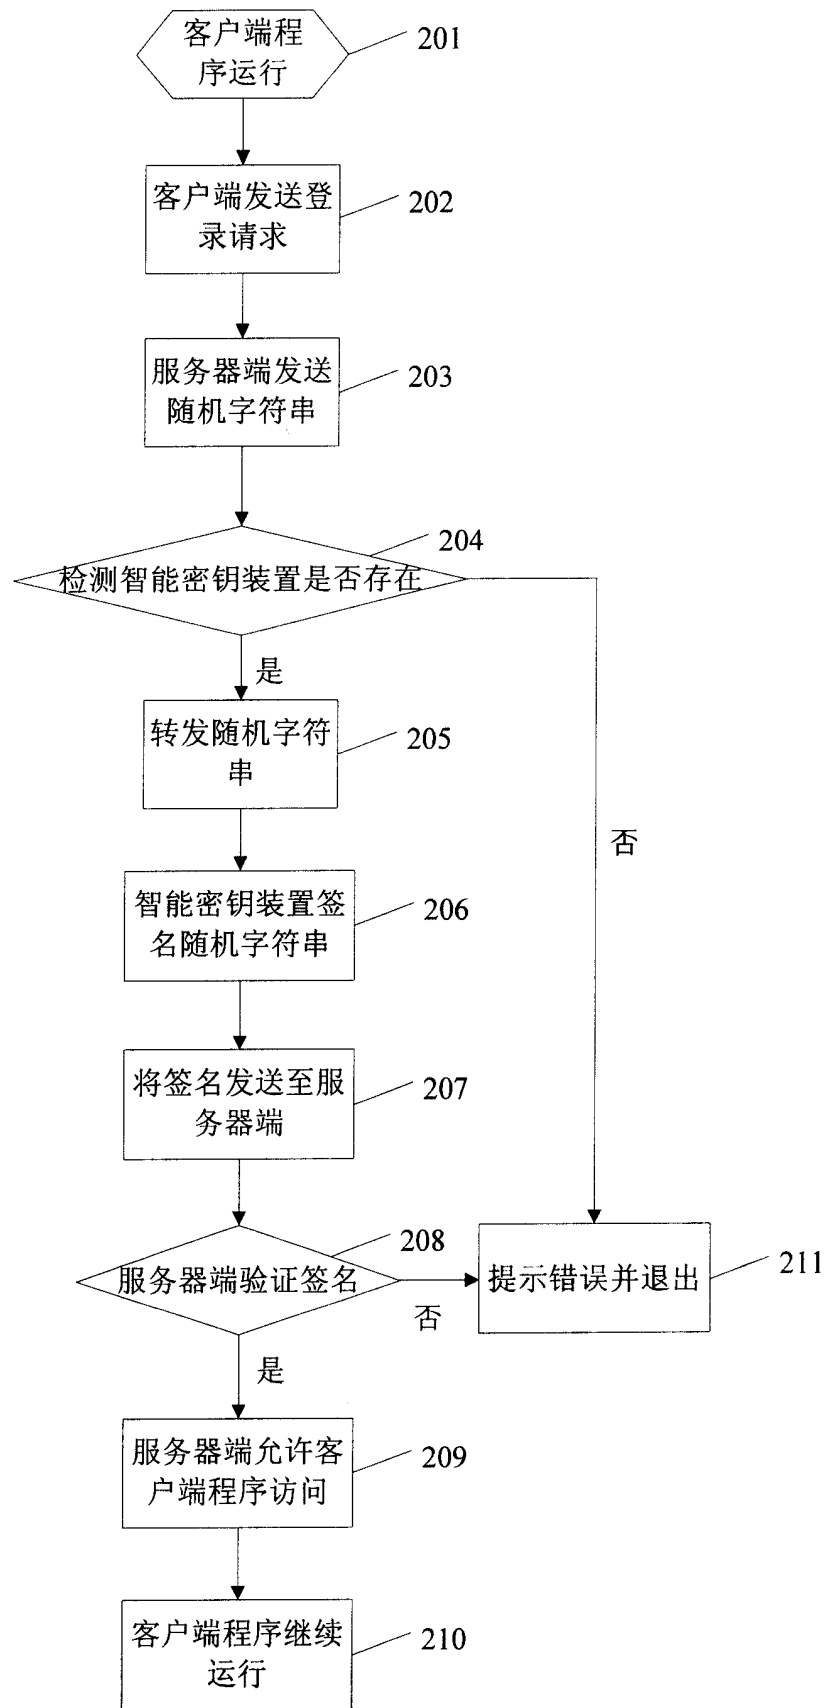 客户端程
序运行
201
客户端发送登
录请求
202
服务器端发送
随机字符串
203
204
检测智能密钥装置是否存在
是
转发随机字符
串
205
否
智能密钥装置签
名随机字符串
206
将签名发送至服
务器端
207
208
服务器端验证签名
否
提示错误并退出
211
是
服务器端允许客
户端程序访问
209
客户端程序继续
运行
210